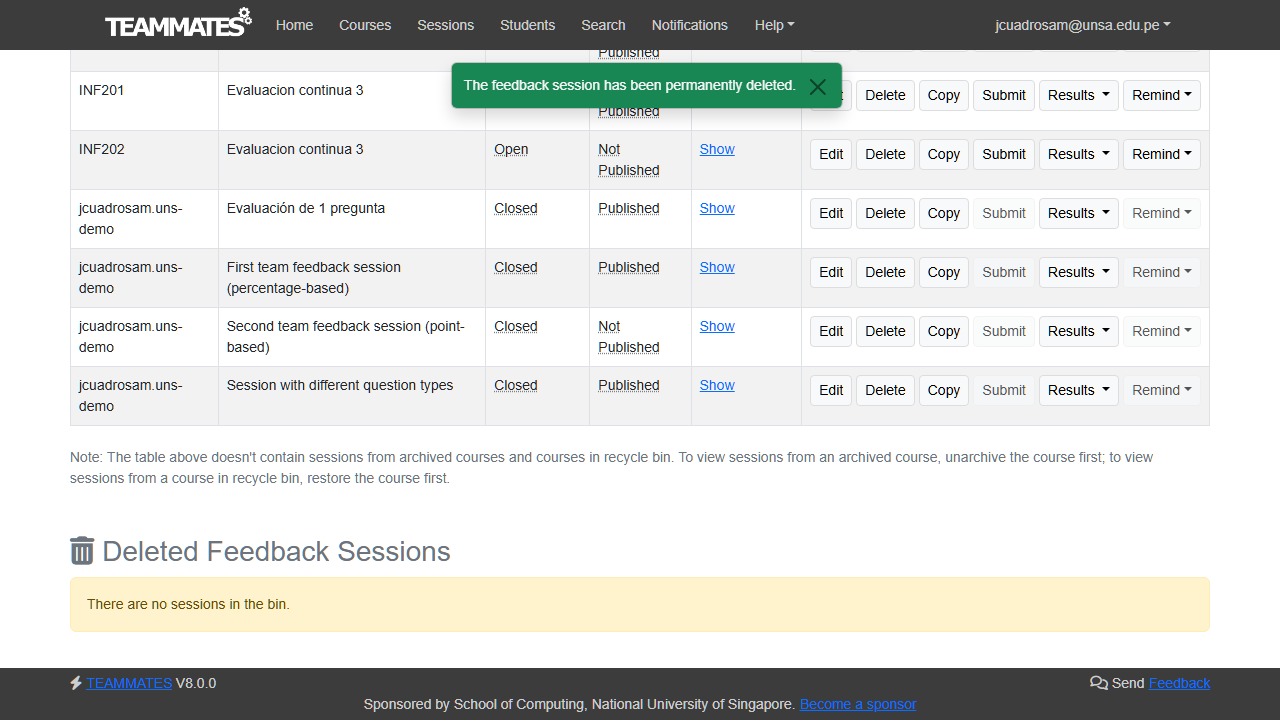 TEAMMATES Home Courses Sessions Students Search Notifications Help jcuadrosam@unsa.edu.pe
Published
The feedback session has been permanently deleted.
INF201 Evaluacion continua 3 Delete Copy Submit Results Remind
Published
INF202 Evaluacion continua 3 Open Not Show Edit Delete Copy Submit Results Remind
Published
jcuadrosam.uns- Evaluación de 1 pregunta Closed Published Show Edit Delete Copy Submit Results Remind
demo
jcuadrosam.uns- First team feedback session Closed Published Show Edit Delete Copy Submit Results Remind
demo (percentage-based)
jcuadrosam.uns- Second team feedback session (point- Closed Not Show Edit Delete Copy Submit Results Remind
demo based) Published
jcuadrosam.uns- Session with different question types Closed Published Show Edit Delete Copy Submit Results Remind
demo
Note: The table above doesn't contain sessions from archived courses and courses in recycle bin. To view sessions from an archived course, unarchive the course first; to view
sessions from a course in recycle bin, restore the course first.
Deleted Feedback Sessions
There are no sessions in the bin.
TEAMMATES V8.0.0 Send Feedback
Sponsored by School of Computing, National University of Singapore. Become a sponsor